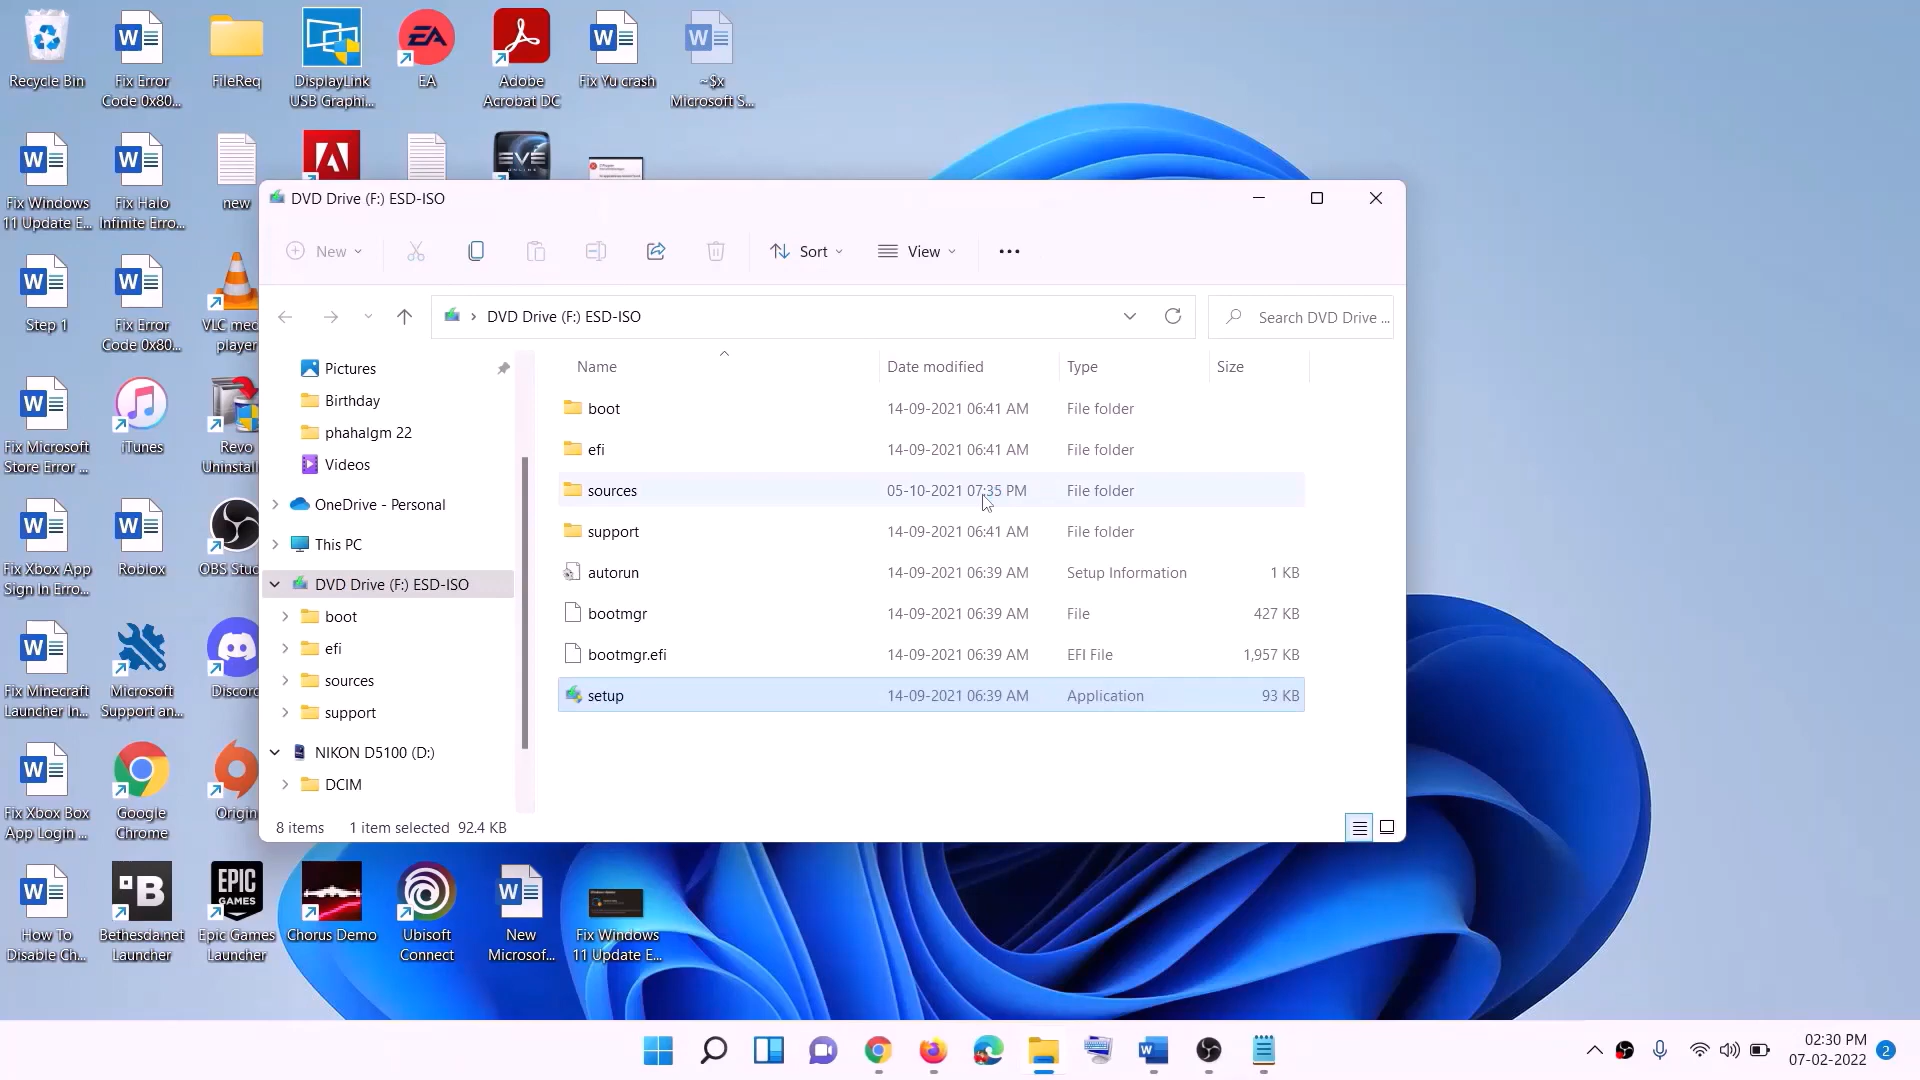 Recycle Bin
Fix Error
Code 0x80...
FileReq
DisplayLink
USB Graphi...
EA
Adobe
Acrobat DC
Fix Yu crash
~$x
Microsoft S...
Fix Windows
11 Update E...
Fix Halo
Infinite Erro...
new
EVE
ONLINE
Step 1
Fix Error
Code 0x80...
VLC med
player
Fix Microsoft
Store Error ...
iTunes
Revo
Uninstall
Fix Xbox App
Sign In Erro...
Roblox
OBS Stud
Fix Minecraft
Launcher In...
Microsoft
Support an...
Discord
Fix Xbox Box
App Login ...
Google
Chrome
Origin
How To
Disable Ch...
Bethesda.net
Launcher
EPIC
GAMES
Epic Games
Launcher
Chorus Demo
Ubisoft
Connect
New
Microsof...
Fix Windows
11 Update E...
DVD Drive (F:) ESD-ISO
New
Sort
View
DVD Drive (F:) ESD-ISO
Search DVD Drive ...
Pictures
Birthday
phahalgm 22
Videos
OneDrive - Personal
This PC
DVD Drive (F:) ESD-ISO
boot
efi
sources
support
NIKON D5100 (D:)
DCIM
Name Date modified Type Size
boot 14-09-2021 06:41 AM File folder
efi 14-09-2021 06:41 AM File folder
sources 05-10-2021 07:35 PM File folder
support 14-09-2021 06:41 AM File folder
autorun 14-09-2021 06:39 AM Setup Information 1 KB
bootmgr 14-09-2021 06:39 AM File 427 KB
bootmgr.efi 14-09-2021 06:39 AM EFI File 1,957 KB
setup 14-09-2021 06:39 AM Application 93 KB
8 items 1 item selected 92.4 KB
02:30 PM
07-02-2022
2